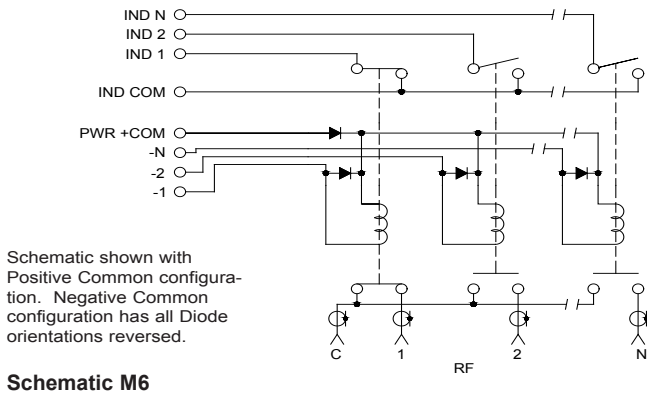 IND N
IND 2
IND 1
IND COM
PWR +COM
-N
-2
-1
Schematic shown with
Positive Common configura-
tion. Negative Common
configuration has all Diode
orientations reversed.
C 1 2 N
RF
Schematic M6